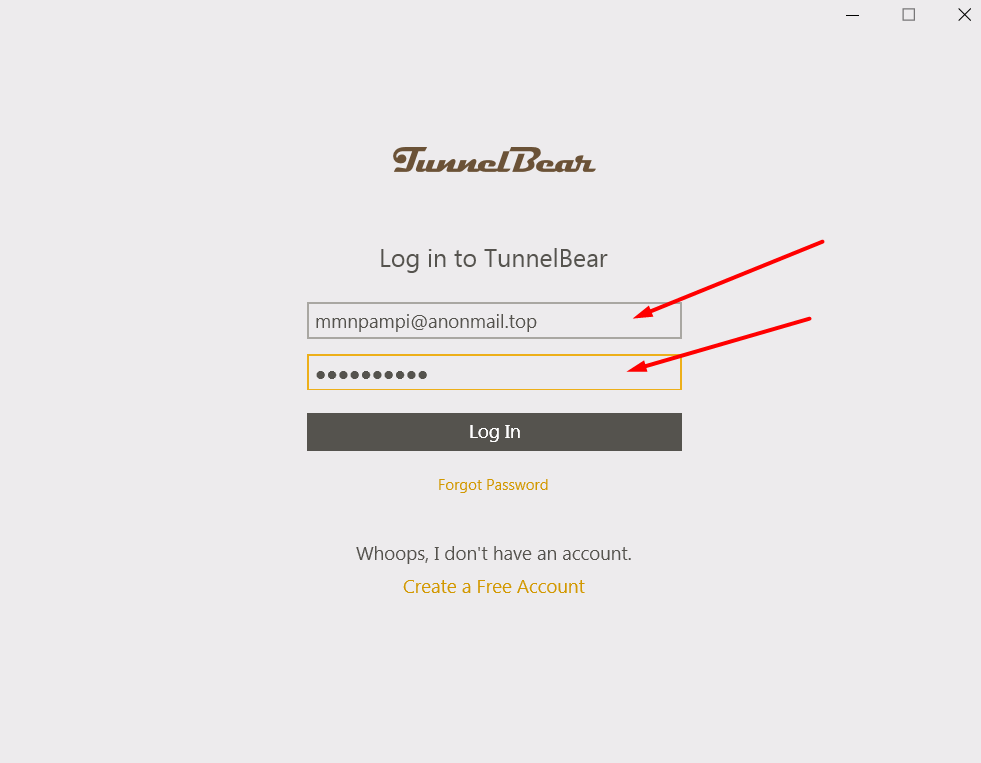 TunnelBear
Log in to TunnelBear
mmnpampi@anonmail.top
●●●●●●●●●●
Log In
Forgot Password
Whoops, I don't have an account.
Create a Free Account